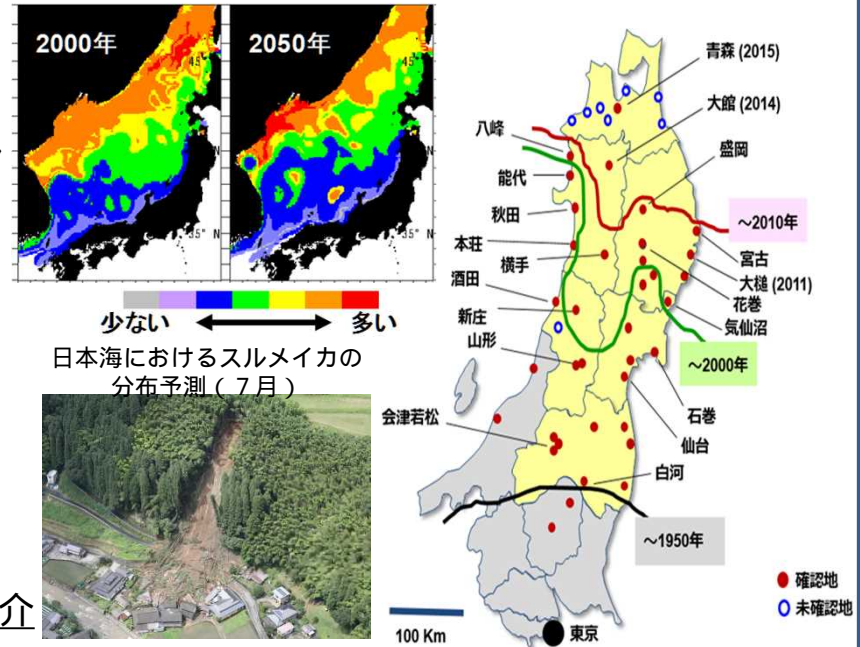 2000年
2050年
45°
45°
N
N
35° N
35° N
少ない
多い
日本海におけるスルメイカの
分布予測(7月)
介
青森 (2015)
大館 (2014)
八峰
盛岡
能代
秋田
~2010年
本荘
宮古
横手
大槌 (2011)
酒田
花巻
新庄
気仙沼
山形
~2000年
石巻
会津若松
仙台
白河
~1950年
確認地
未確認地
100 Km
東京